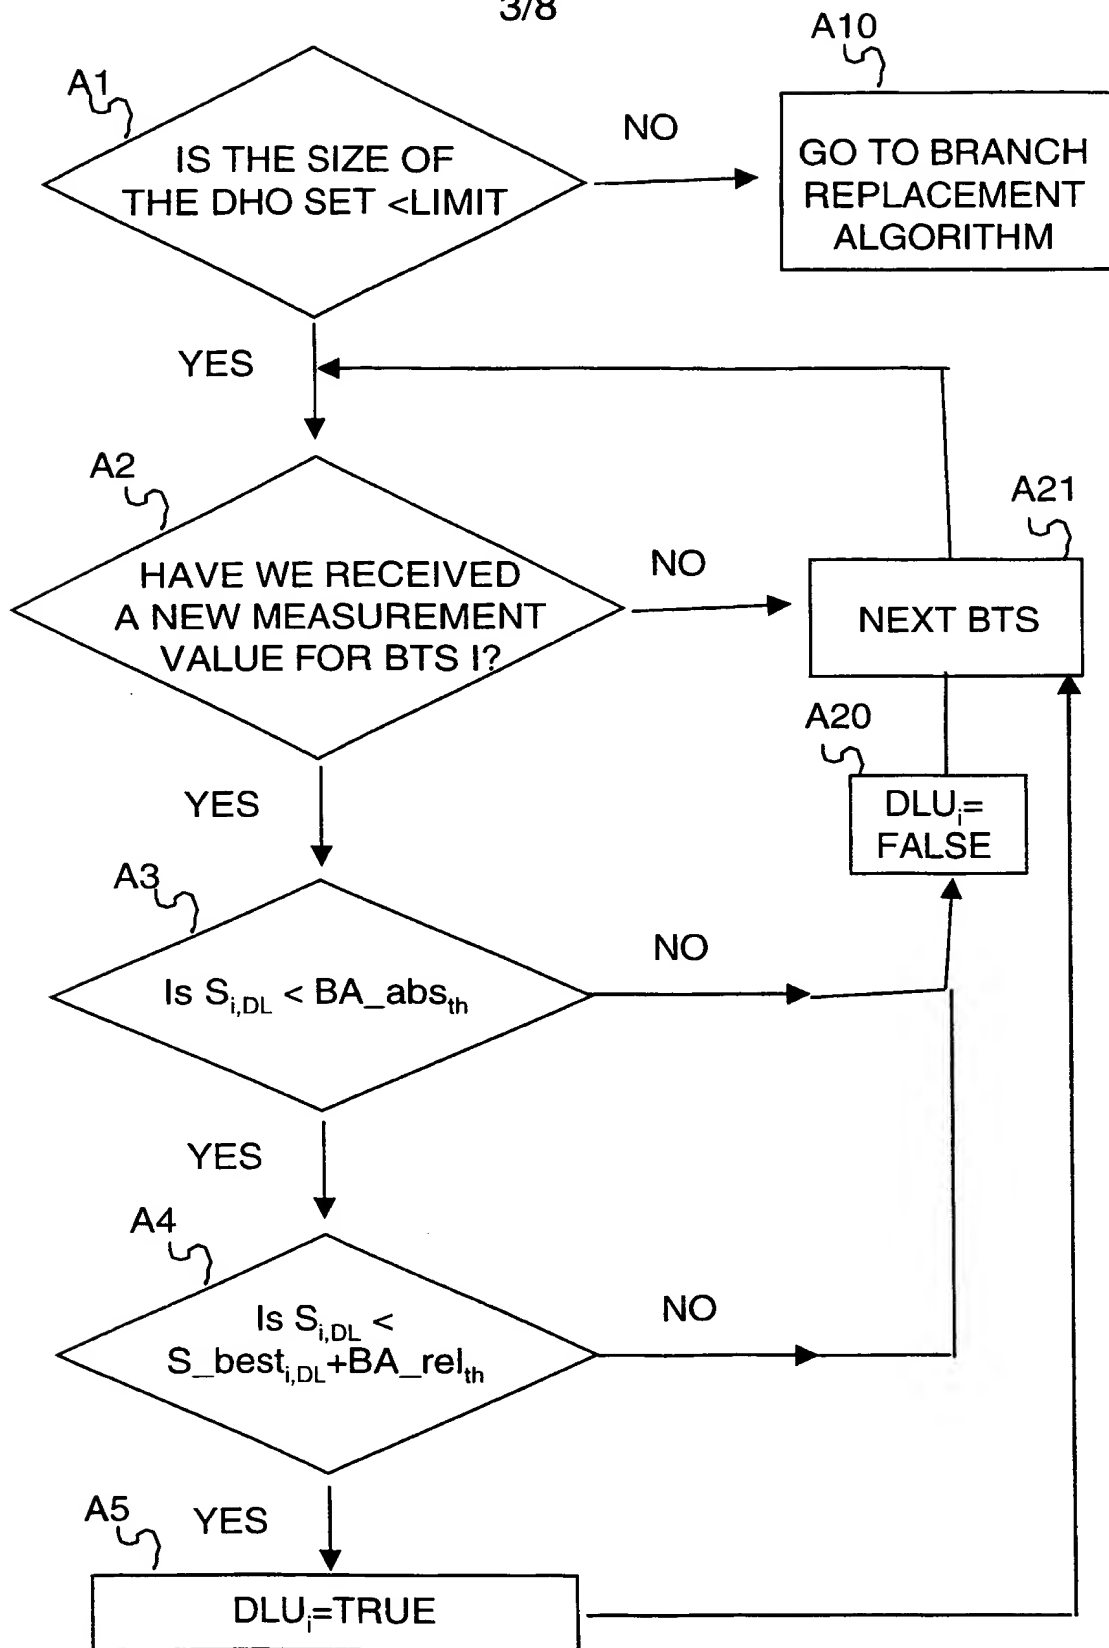 3/8
A1
IS THE SIZE OF
THE DHO SET <LIMIT
NO
A10
GO TO BRANCH
REPLACEMENT
ALGORITHM
YES
A2
HAVE WE RECEIVED
A NEW MEASUREMENT
VALUE FOR BTS I?
NO
A21
NEXT BTS
A20
DLUi=
FALSE
YES
A3
Is Si,DL < BA_absth
NO
YES
A4
Is Si,DL <
S_besti,DL+BA_relth
NO
YES
A5
DLUi=TRUE